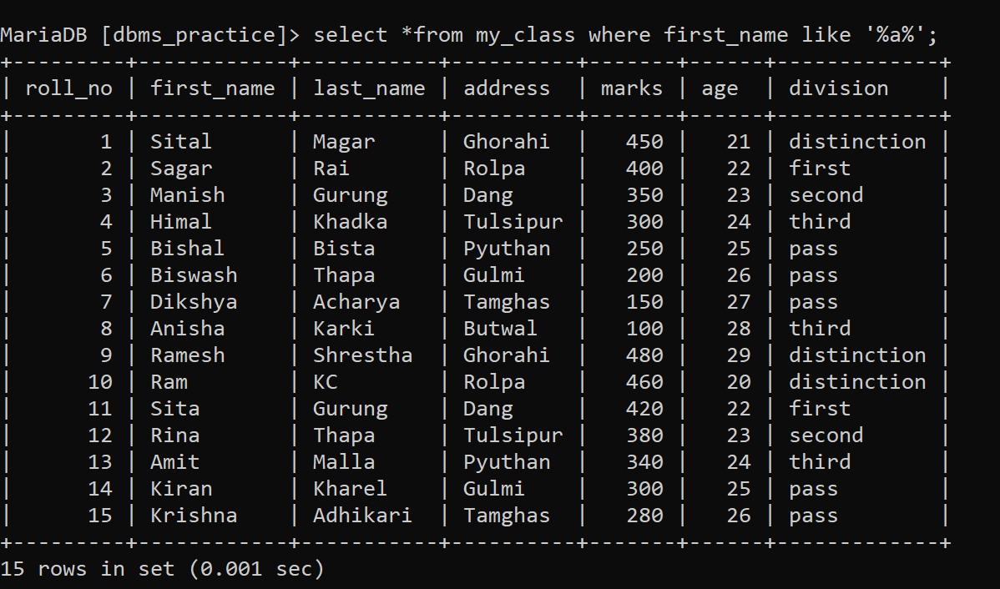 MariaDB [dbms_practice]> select *from my_class where first_name like '%a%';
+---------+------------+-----------+----------+-------+------+-------------+
| roll_no | first_name | last_name | address  | marks | age  | division    |
+---------+------------+-----------+----------+-------+------+-------------+
|       1 | Sital      | Magar     | Ghorahi  |   450 |   21 | distinction |
|       2 | Sagar      | Rai       | Rolpa    |   400 |   22 | first       |
|       3 | Manish     | Gurung    | Dang     |   350 |   23 | second      |
|       4 | Himal      | Khadka    | Tulsipur |   300 |   24 | third       |
|       5 | Bishal     | Bista     | Pyuthan  |   250 |   25 | pass        |
|       6 | Biswash    | Thapa     | Gulmi    |   200 |   26 | pass        |
|       7 | Dikshya    | Acharya   | Tamghas  |   150 |   27 | pass        |
|       8 | Anisha     | Karki     | Butwal   |   100 |   28 | third       |
|       9 | Ramesh     | Shrestha  | Ghorahi  |   480 |   29 | distinction |
|      10 | Ram        | KC        | Rolpa    |   460 |   20 | distinction |
|      11 | Sita       | Gurung    | Dang     |   420 |   22 | first       |
|      12 | Rina       | Thapa     | Tulsipur |   380 |   23 | second      |
|      13 | Amit       | Malla     | Pyuthan  |   340 |   24 | third       |
|      14 | Kiran      | Kharel    | Gulmi    |   300 |   25 | pass        |
|      15 | Krishna    | Adhikari  | Tamghas  |   280 |   26 | pass        |
+---------+------------+-----------+----------+-------+------+-------------+
15 rows in set (0.001 sec)